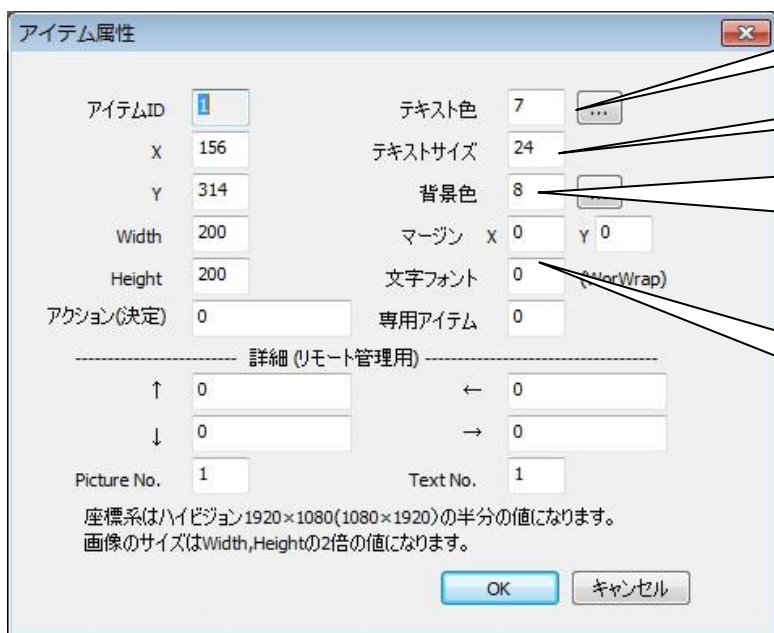 アイテム属性
アイテムID 1 テキスト色 7 ...
X 156 テキストサイズ 24
Y 314 背景色 8
Width 200 マージン X 0 Y 0
Height 200 文字フォント 0 (WorWrap)
アクション(決定) 0 専用アイテム 0
------------------------ 詳細 (リモート管理用) -----------------------------------
↑ 0 ← 0
↓ 0 → 0
Picture No. 1 Text No. 1
座標系はハイビジョン1920×1080(1080×1920)の半分の値になります。
画像のサイズはWidth,Heightの2倍の値になります。
OK キャンセル